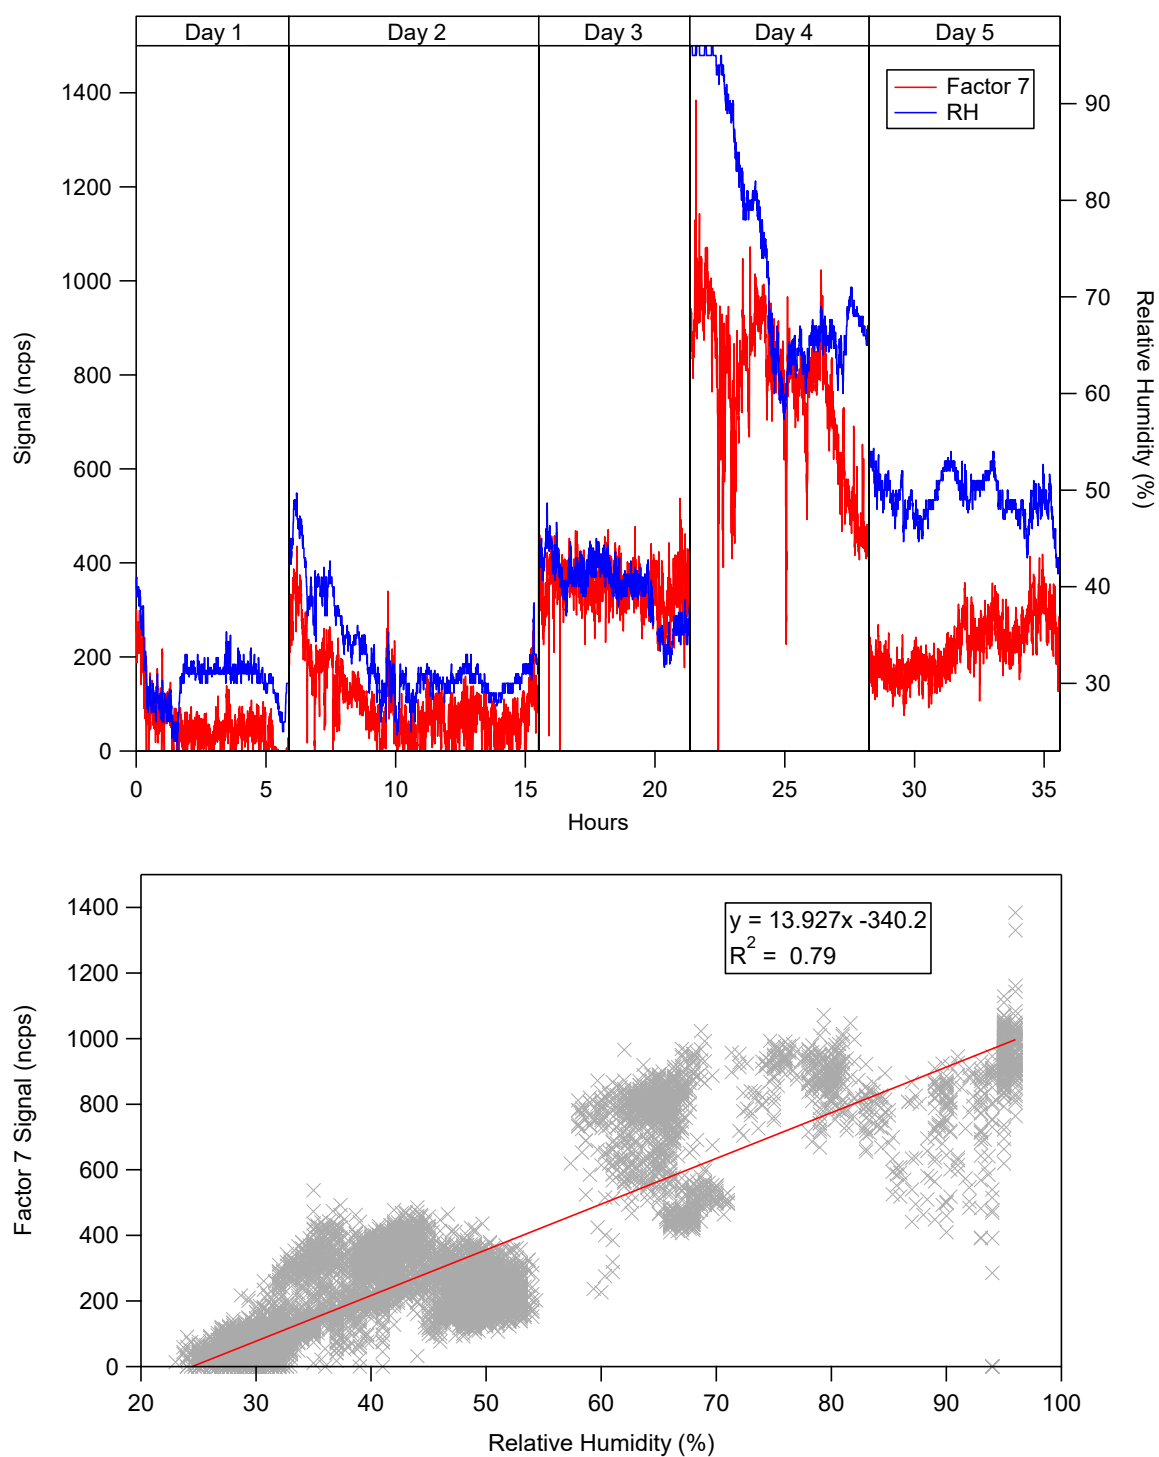 Day 1 Day 2 Day 3 Day 4 Day 5
Factor 7
RH
1400
1200
1000
800
600
400
200
0
Signal (ncps)
90
80
70
60
50
40
30
Relative Humidity (%)
0 5 10 15 20 25 30 35
Hours
y = 13.927x -340.2
R2 = 0.79
1400
1200
1000
800
600
400
200
0
Factor 7 Signal (ncps)
20 30 40 50 60 70 80 90 100
Relative Humidity (%)